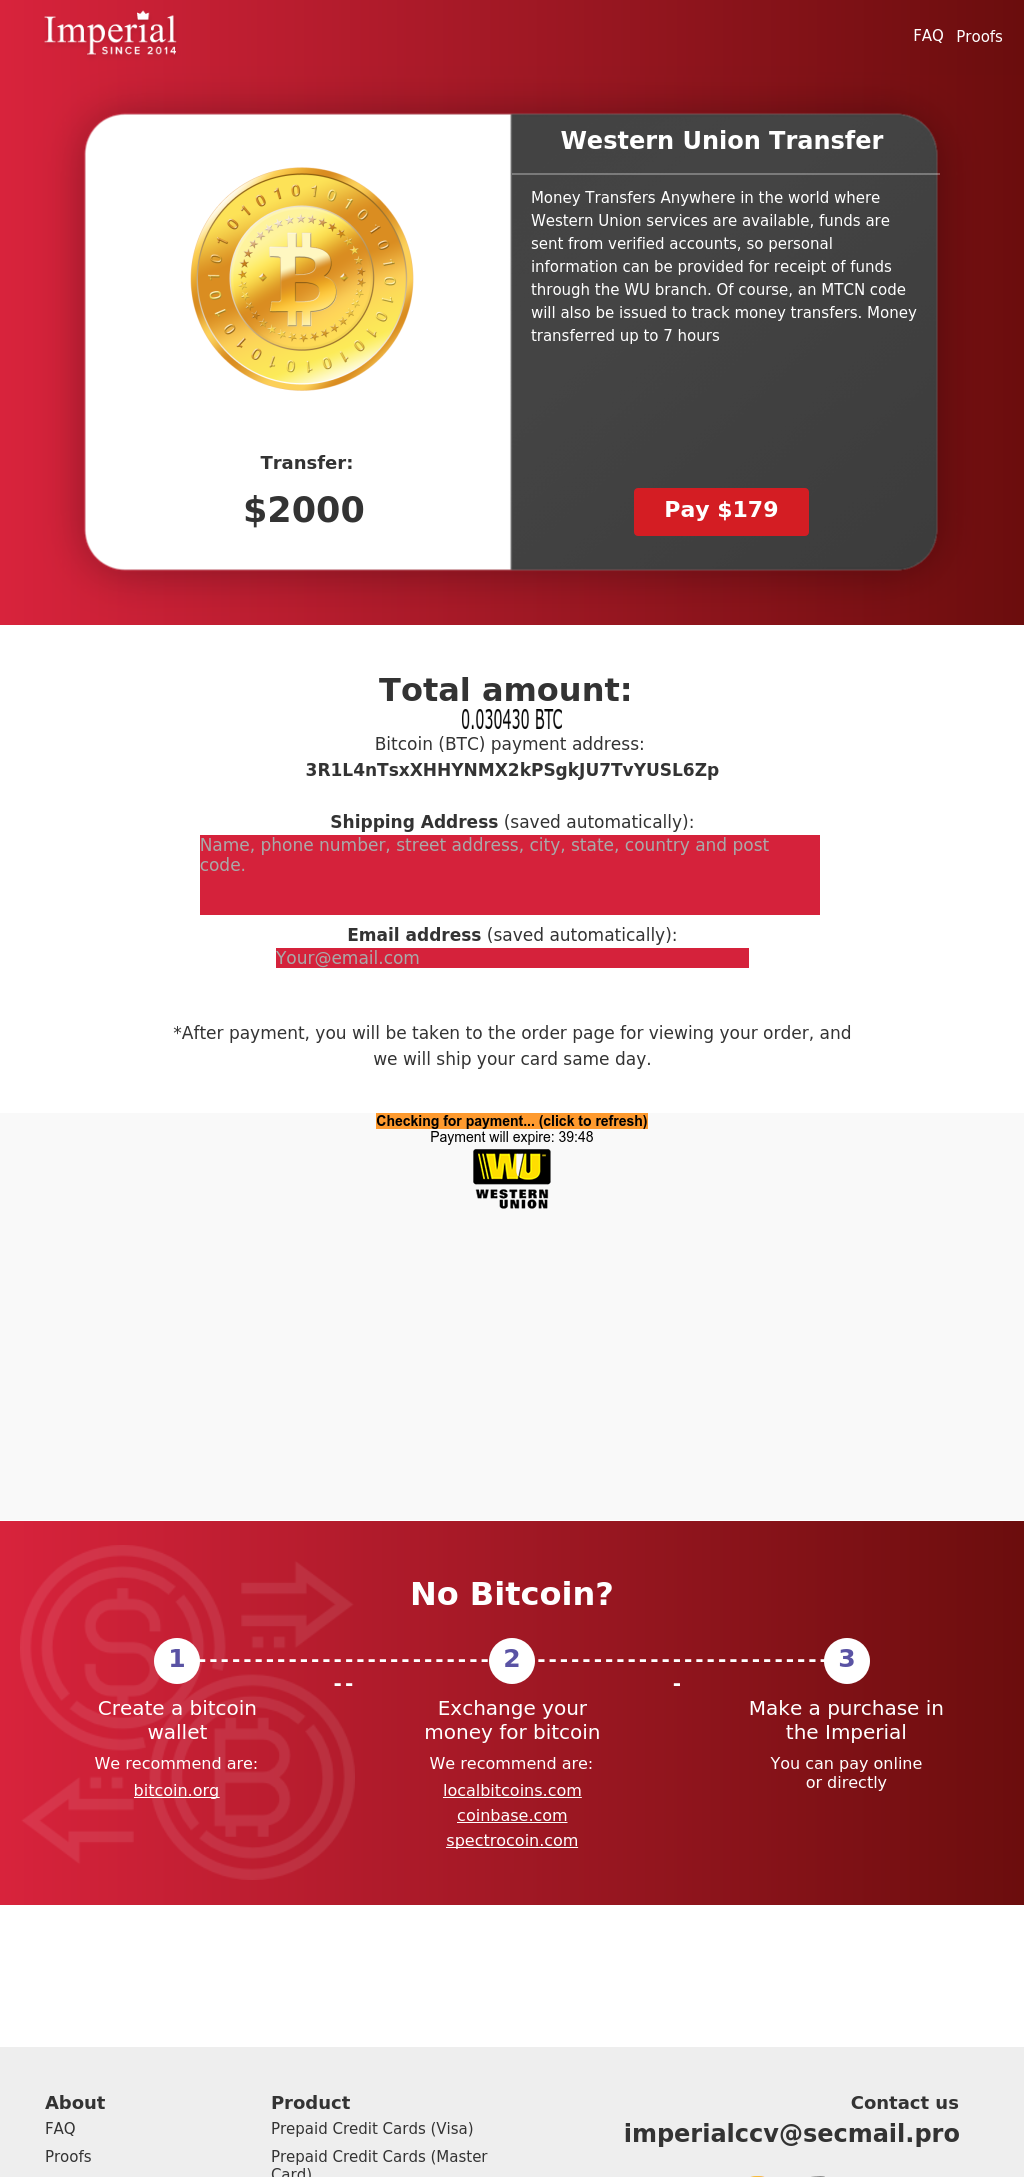 Imperial
SINCE 2014
FAQ Proofs
Western Union Transfer
Money Transfers Anywhere in the world where
Western Union services are available, funds are
sent from verified accounts, so personal
information can be provided for receipt of funds
through the WU branch. Of course, an MTCN code
will also be issued to track money transfers. Money
transferred up to 7 hours
Transfer:
$2000
Pay $179
Total amount:
0.030430 BTC
Bitcoin (BTC) payment address:
3R1L4nTsxXHHYNMX2kPSgkJU7TvYUSL6Zp
Shipping Address (saved automatically):
Name, phone number, street address, city, state, country and post
code.
Email address (saved automatically):
Your@email.com
*After payment, you will be taken to the order page for viewing your order, and
we will ship your card same day.
Checking for payment... (click to refresh)
Payment will expire: 39:48
WU
WESTERN
UNION
No Bitcoin?
1
Create a bitcoin
wallet
We recommend are:
bitcoin.org
2
Exchange your
money for bitcoin
We recommend are:
localbitcoins.com
coinbase.com
spectrocoin.com
3
Make a purchase in
the Imperial
You can pay online
or directly
About
FAQ
Proofs
Product
Prepaid Credit Cards (Visa)
Prepaid Credit Cards (Master
Card)
Contact us
imperialccv@secmail.pro